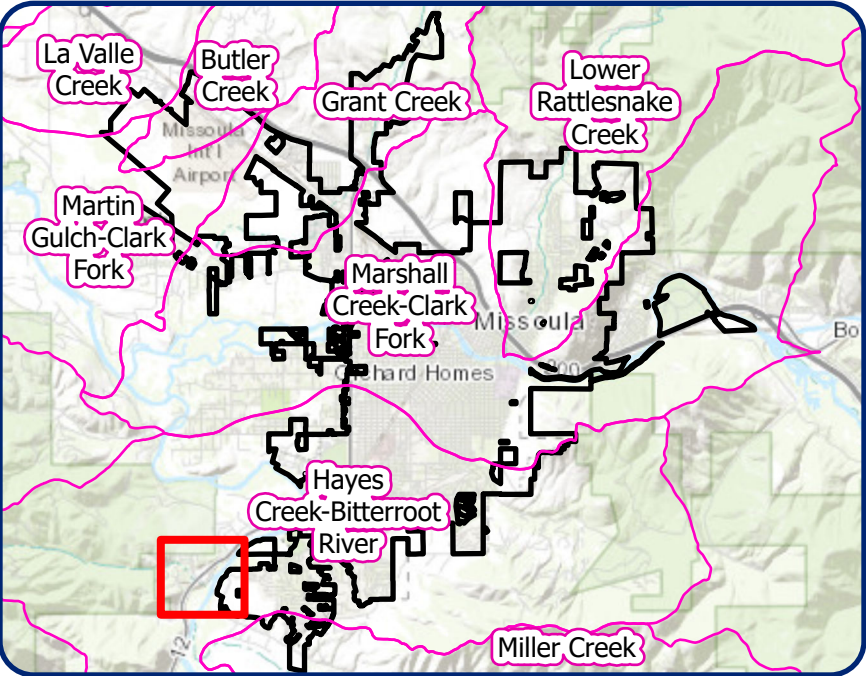 La Valle
Creek
Butler
Creek
Grant Creek
Lower
Rattlesnake
Creek
Missoula
Int'l
Airport
Martin
Gulch-Clark
Fork
Marshall
Creek-Clark
Fork
Missoula
Bo
200
Orchard Homes
Hayes
Creek-Bitterroot
River
12
Miller Creek